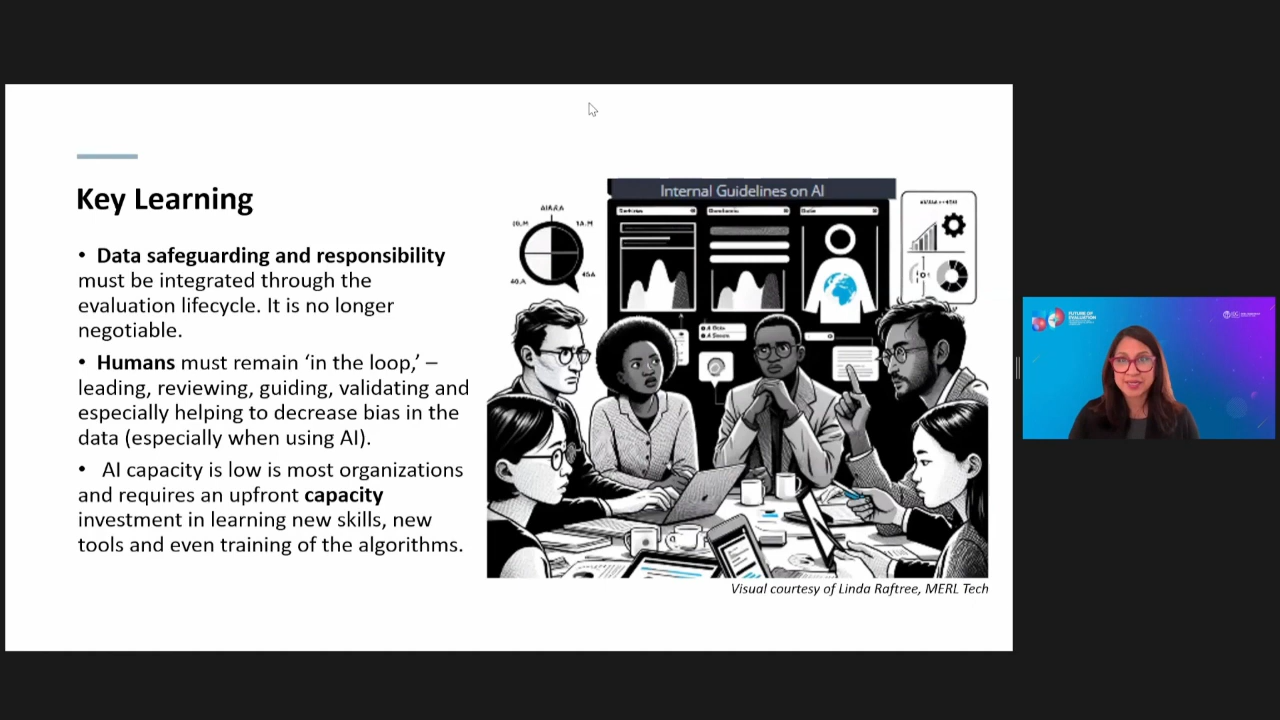 Key Learning
• Data safeguarding and responsibility
must be integrated through the
evaluation lifecycle. It is no longer
negotiable.
• Humans must remain ‘in the loop,’ –
leading, reviewing, guiding, validating and
especially helping to decrease bias in the
data (especially when using AI).
• AI capacity is low is most organizations
and requires an upfront capacity
investment in learning new skills, new
tools and even training of the algorithms.
Internal Guidelines on AI
Visual courtesy of Linda Raftree, MERL Tech
FUTURE OF
EVALUATION